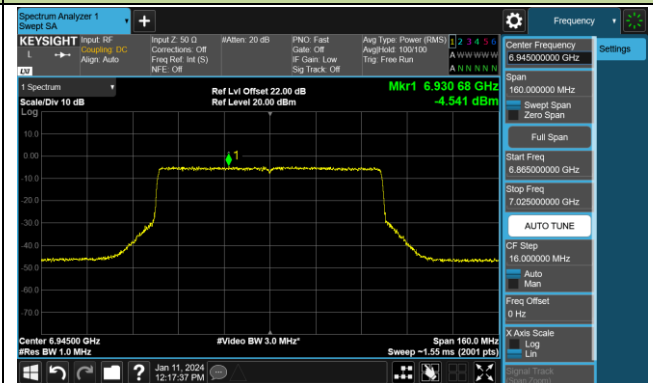 Spectrum Analyzer 1
Swept SA
+
Frequency
KEYSIGHT Input: RF Input Z: 50 Ω #Atten: 20 dB PNO: Fast Avg Type: Power (RMS) 1 2 3 4 5 6
L Coupling: DC Corrections: Off Gate: Off Avg|Hold: 100/100 A W W W W W
Align: Auto Freq Ref: Int (S) IF Gain: Low Trig: Free Run
NFE: Off Sig Track: Off A N N N N N
Center Frequency
6.945000000 GHz
Settings
1 Spectrum Ref Lvl Offset 22.00 dB Mkr1 6.930 68 GHz
Scale/Div 10 dB Ref Level 20.00 dBm -4.541 dBm
Log
10.0
0.00
-10.0
-20.0
-30.0
-40.0
-50.0
-60.0
-70.0
1
Center 6.94500 GHz #Video BW 3.0 MHz* Span 160.0 MHz
#Res BW 1.0 MHz Sweep ~1.55 ms (2001 pts)
Span
160.000000 MHz
Swept Span
Zero Span
Full Span
Start Freq
6.865000000 GHz
Stop Freq
7.025000000 GHz
AUTO TUNE
CF Step
16.000000 MHz
Auto
Man
Freq Offset
0 Hz
X Axis Scale
Log
Lin
Signal Track
(Span Zoom)
? Jan 11, 2024
12:17:37 PM